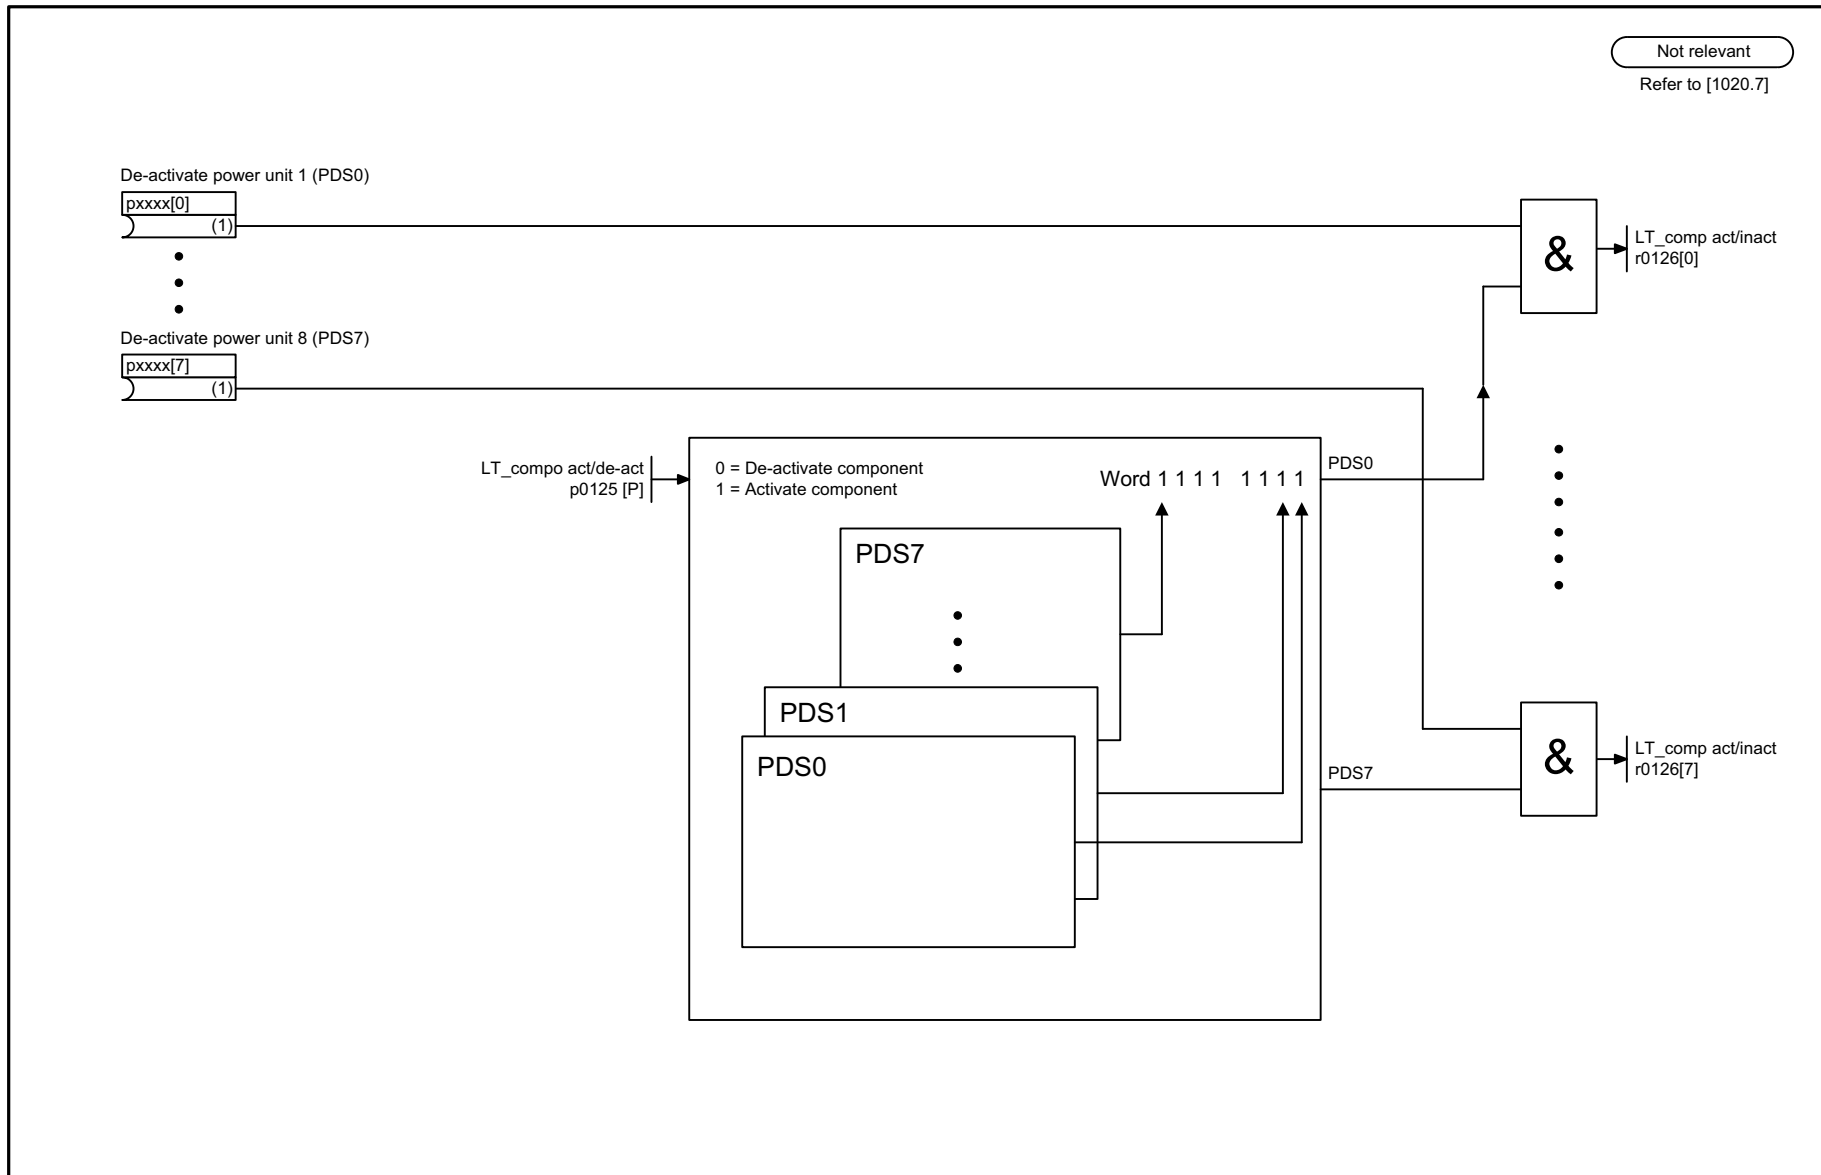 Not relevant
Refer to [1020.7]
De-activate power unit 1 (PDS0)
pxxxx[0]
(1)
&
LT_comp act/inact
r0126[0]
De-activate power unit 8 (PDS7)
pxxxx[7]
(1)
LT_compo act/de-act
p0125 [P]
0 = De-activate component
1 = Activate component
Word 1 1 1 1 1 1 1 1
PDS0
PDS7
PDS1
PDS0
PDS7
&
LT_comp act/inact
r0126[7]